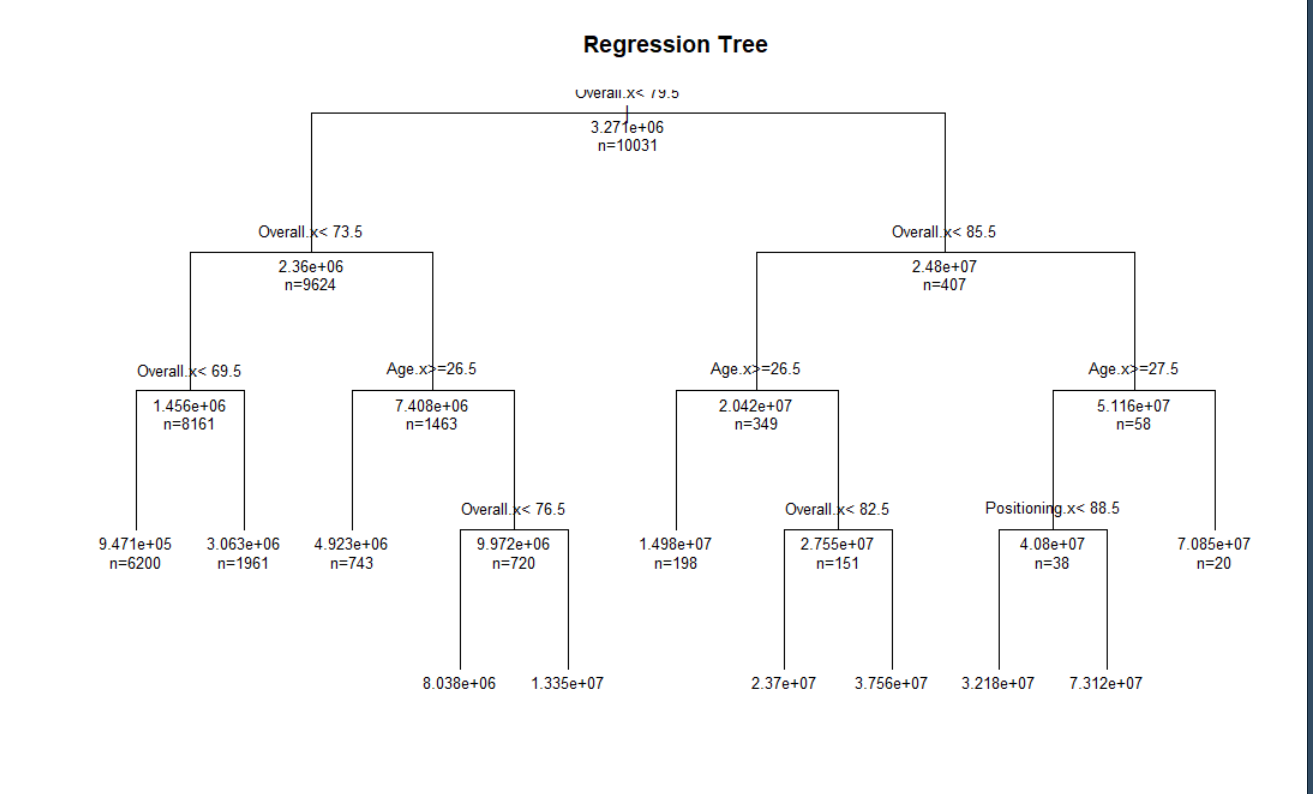 Regression Tree
Overall.x< 79.5
3.271e+06
n=10031
Overall.x< 73.5
Overall.x< 85.5
2.36e+06
n=9624
2.48e+07
n=407
Overall.x< 69.5
Age.x>=26.5
Age.x>=26.5
Age.x>=27.5
1.456e+06
n=8161
7.408e+06
n=1463
2.042e+07
n=349
5.116e+07
n=58
Overall.x< 76.5
Overall.x< 82.5
Positioning.x< 88.5
9.471e+05
n=6200
3.063e+06
n=1961
4.923e+06
n=743
9.972e+06
n=720
1.498e+07
n=198
2.755e+07
n=151
4.08e+07
n=38
7.085e+07
n=20
8.038e+06
1.335e+07
2.37e+07
3.756e+07
3.218e+07
7.312e+07